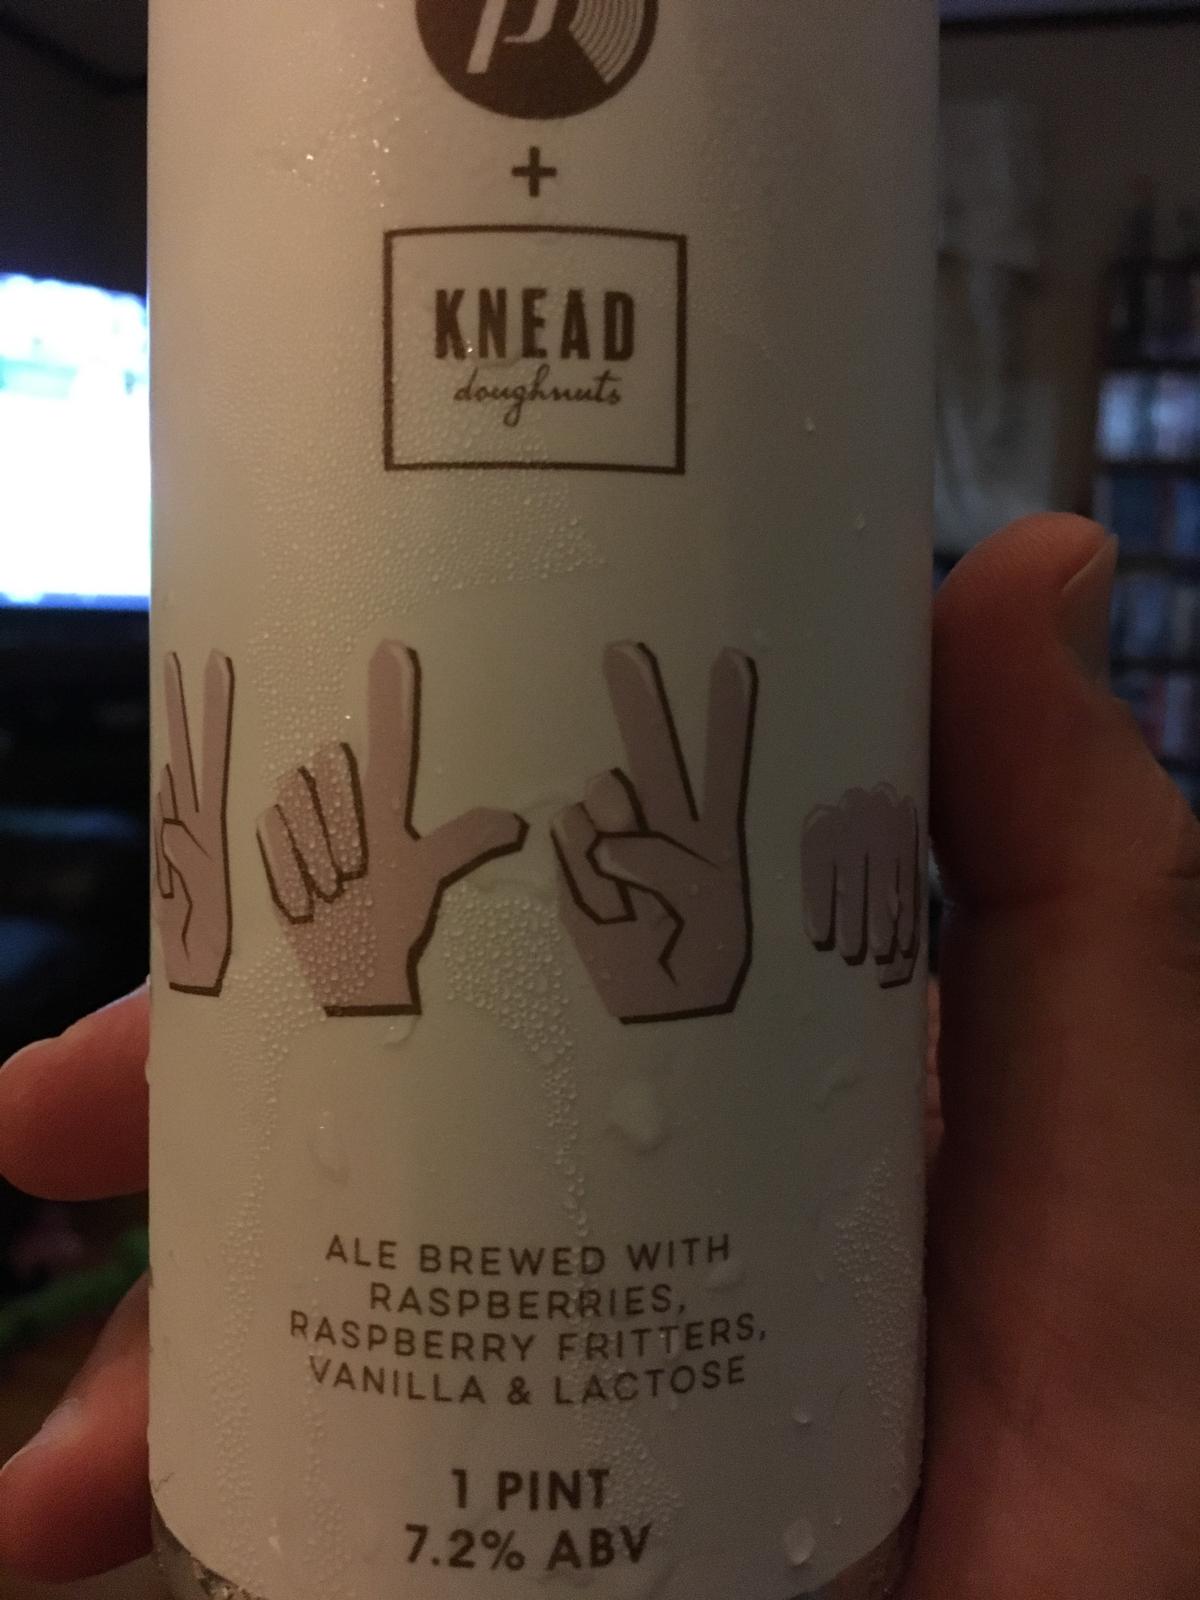 +
KNEAD
doughnuts
ALE BREWED WITH
RASPBERRIES,
RASPBERRY FRITTERS,
VANILLA & LACTOSE
1 PINT
7.2% ABV